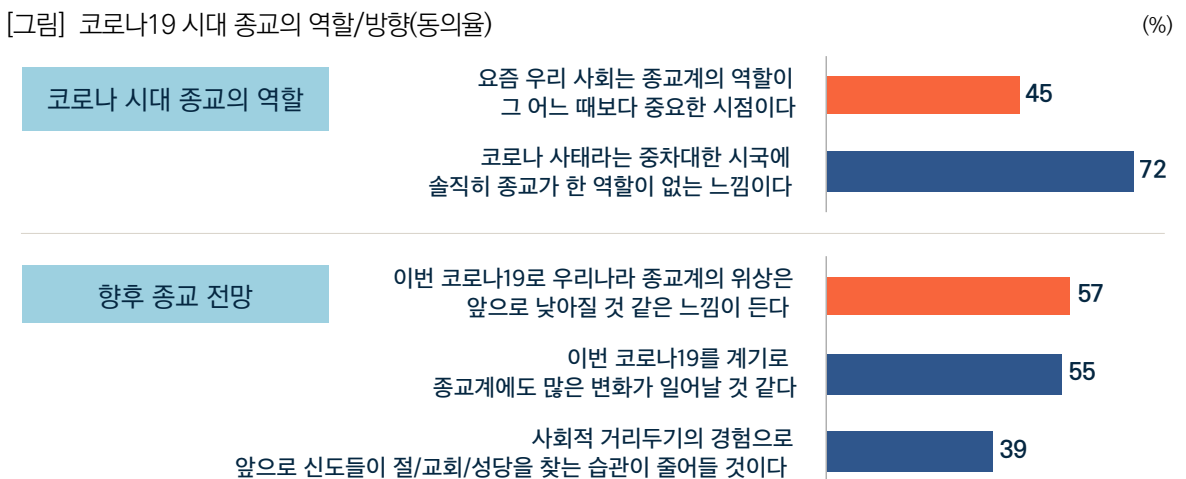 [그림] 코로나19 시대 종교의 역할/방향(동의율)
(%)
코로나 시대 종교의 역할
요즘 우리 사회는 종교계의 역할이
그 어느 때보다 중요한 시점이다
45
코로나 사태라는 중차대한 시국에
솔직히 종교가 한 역할이 없는 느낌이다
72
향후 종교 전망
이번 코로나19로 우리나라 종교계의 위상은
앞으로 낮아질 것 같은 느낌이 든다
57
이번 코로나19를 계기로
종교계에도 많은 변화가 일어날 것 같다
55
사회적 거리두기의 경험으로
앞으로 신도들이 절/교회/성당을 찾는 습관이 줄어들 것이다
39